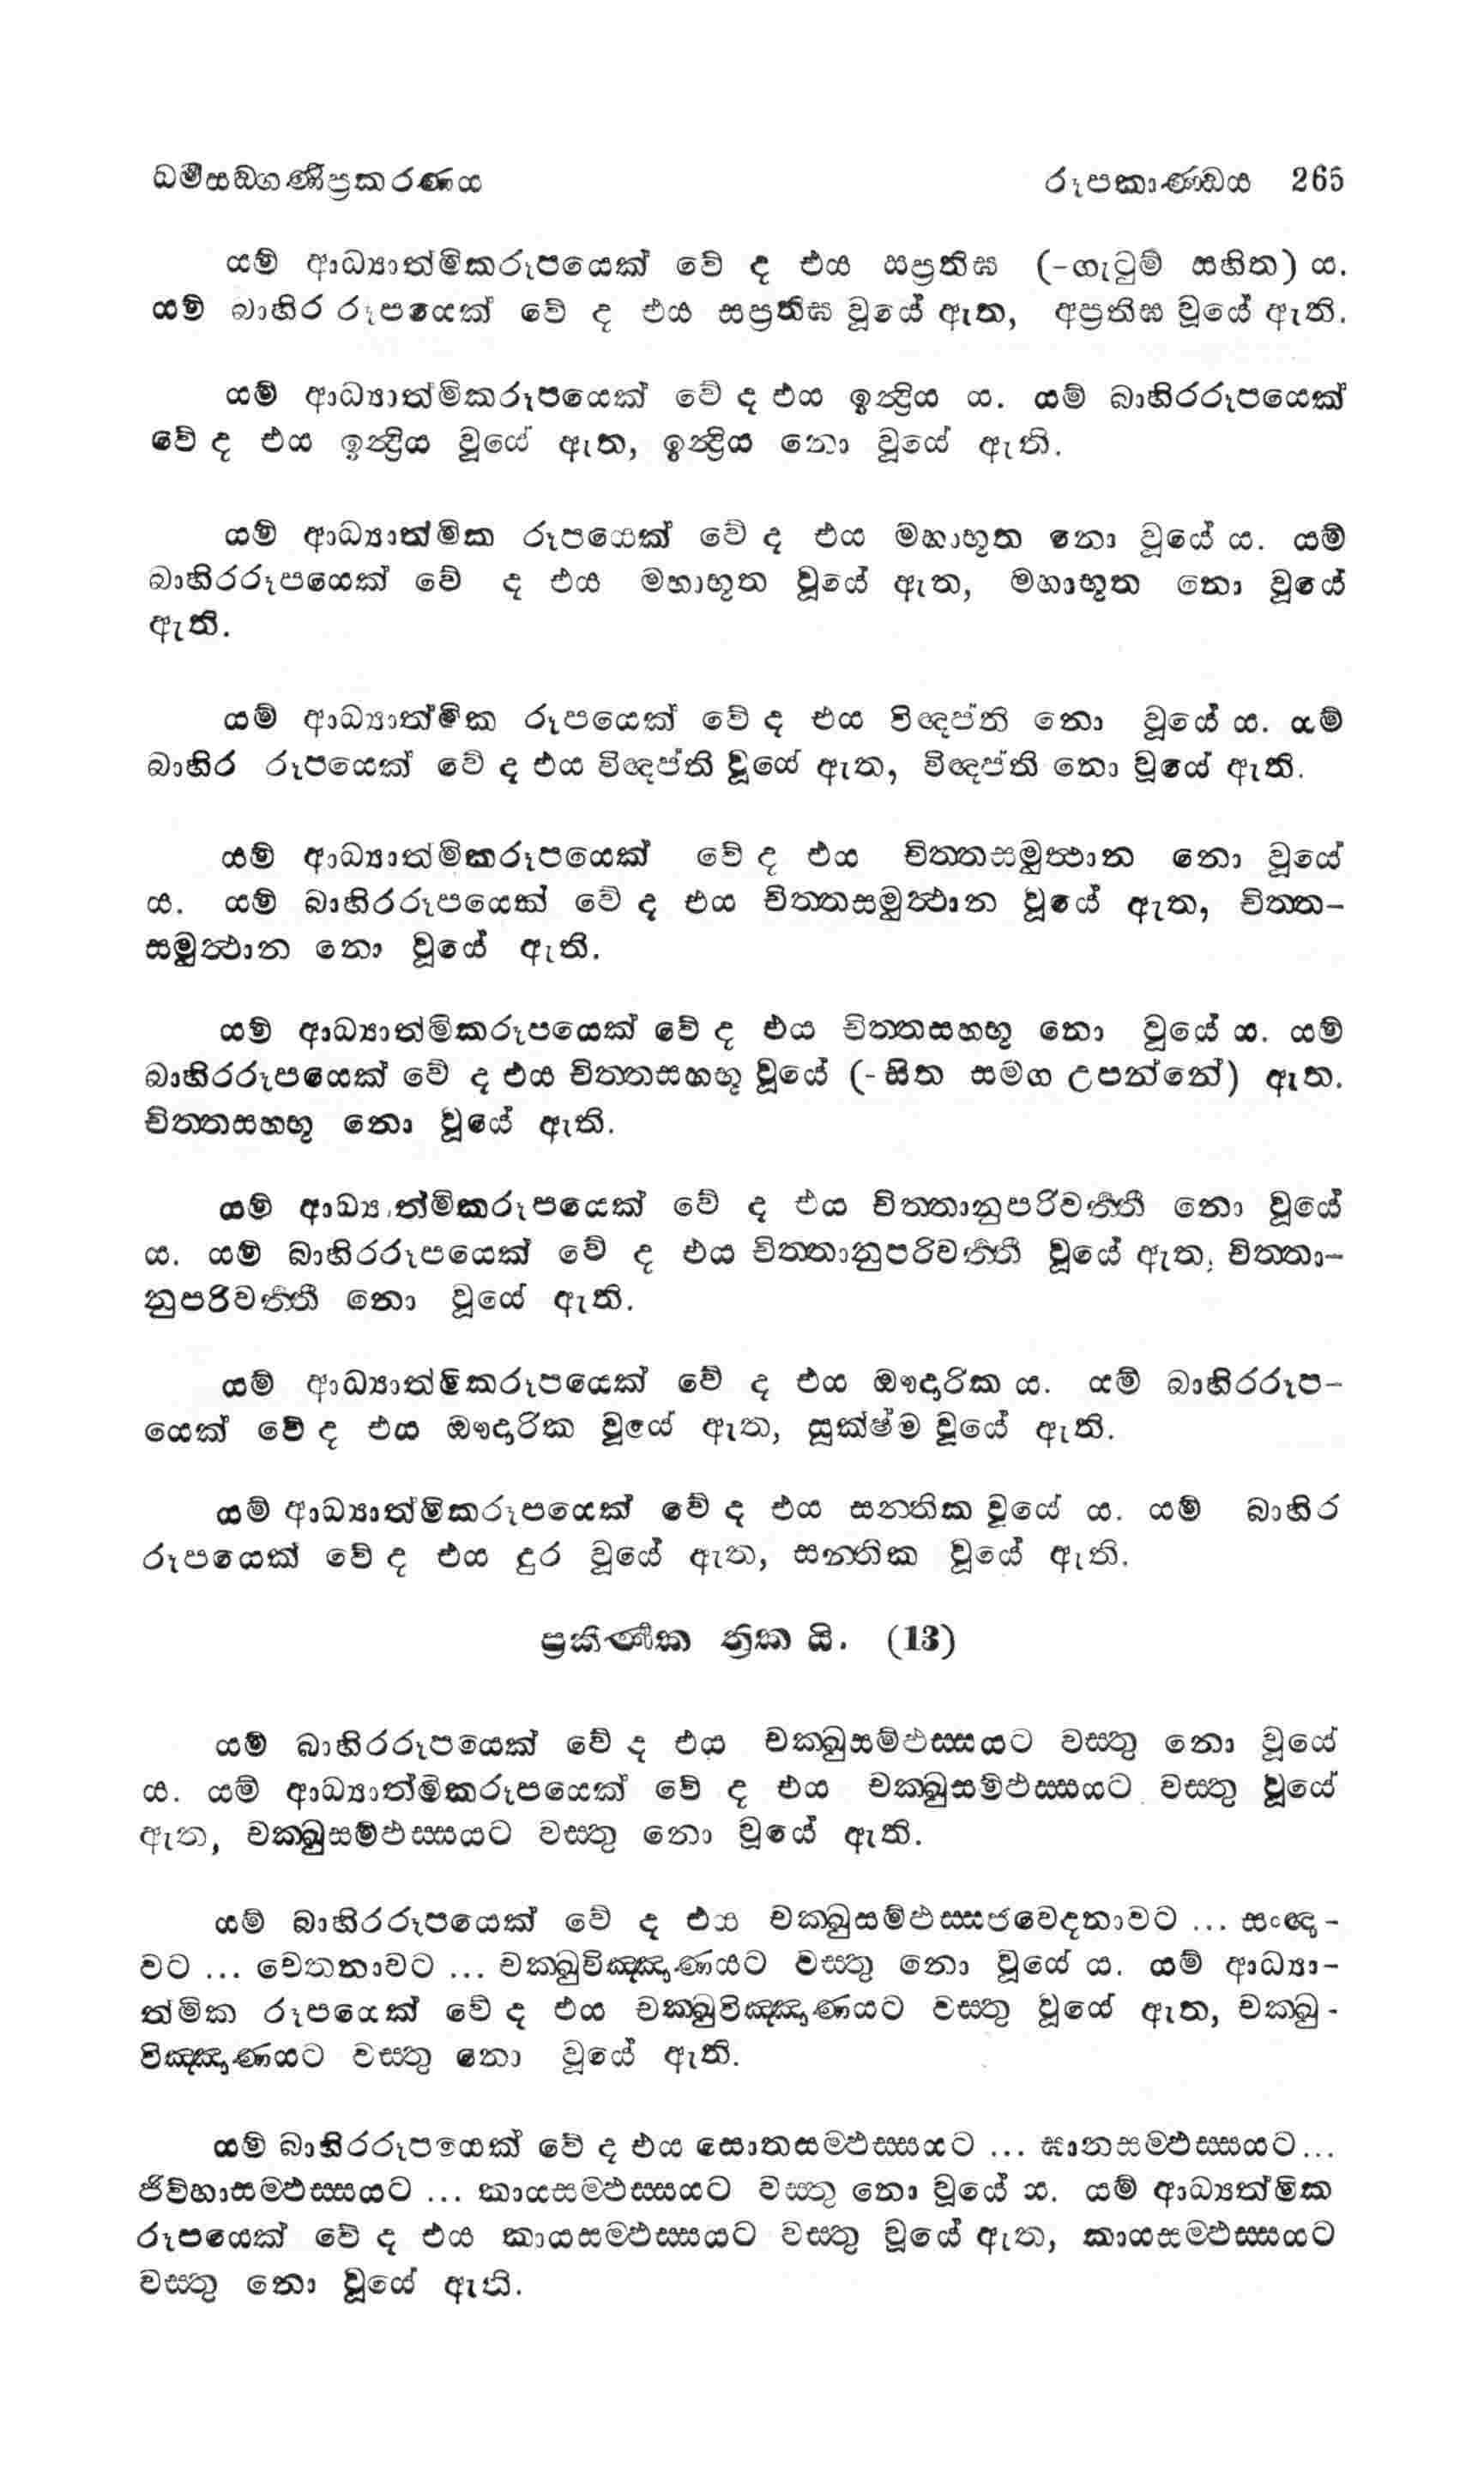 ධර්මසඞ්ගණිප්‍රකරණය රූපකාණ්ඩය 265
යම් ආධ්‍යාත්මිකරූපයෙක් වේ ද එය සප්‍රතිඝ (-ගැටුම් සහිත) ය.
යම් බාහිර රූපයෙක් වේ ද එය සප්‍රතිඝ වූයේ ඇත, අප්‍රතිඝ වූයේ ඇති.
යම් ආධ්‍යාත්මිකරූපයෙක් වේ ද එය ඉන්ද්‍රිය ය. යම් බාහිරරූපයෙක්
වේ ද එය ඉන්ද්‍රිය වූයේ ඇත, ඉන්ද්‍රිය නො වූයේ ඇති.
යම් ආධ්‍යාත්මික රූපයෙක් වේ ද එය මහාභූත නො වූයේ ය. යම්
බාහිරරූපයෙක් වේ ද එය මහාභූත වූයේ ඇත, මහාභූත නො වූයේ
ඇති.
යම් ආධ්‍යාත්මික රූපයෙක් වේ ද එය විඥප්ති නො වූයේ ය. යම්
බාහිර රූපයෙක් වේ ද එය විඥප්ති වූයේ ඇත, විඥප්ති නො වූයේ ඇති.
යම් ආධ්‍යාත්මිකරූපයෙක් වේ ද එය චිත්තසමුත්ථාන නො වූයේ
ය. යම් බාහිරරූපයෙක් වේ ද එය චිත්තසමුත්ථාන වූයේ ඇත, චිත්ත-
සමුත්ථාන නො වූයේ ඇති.
යම් ආධ්‍යාත්මිකරූපයෙක් වේ ද එය චිත්තසහභූ නො වූයේ ය. යම්
බාහිරරූපයෙක් වේ ද එය චිත්තසහභූ වූයේ (-සිත සමග උපන්නේ) ඇත.
චිත්තසහභූ නො වූයේ ඇති.
යම් ආධ්‍යාත්මිකරූපයෙක් වේ ද එය චිත්තානුපරිවර්තී නො වූයේ
ය. යම් බාහිරරූපයෙක් වේ ද එය චිත්තානුපරිවර්තී වූයේ ඇත, චිත්තා-
නුපරිවර්තී නො වූයේ ඇති.
යම් ආධ්‍යාත්මිකරූපයෙක් වේ ද එය ඖදාරික ය. යම් බාහිරරූප-
යෙක් වේ ද එය ඖදාරික වූයේ ඇත, සූක්ෂ්ම වූයේ ඇති.
යම් ආධ්‍යාත්මිකරූපයෙක් වේ ද එය සන්තික වූයේ ය. යම් බාහිර
රූපයෙක් වේ ද එය දුර වූයේ ඇත, සන්තික වූයේ ඇති.
ප්‍රකීර්ණක ත්‍රික යි. (13)
යම් බාහිරරූපයෙක් වේ ද එය චක්ඛුසම්ඵස්සයට වස්තු නො වූයේ
ය. යම් ආධ්‍යාත්මිකරූපයෙක් වේ ද එය චක්ඛුසම්ඵස්සයට වස්තු වූයේ
ඇත, චක්ඛුසම්ඵස්සයට වස්තු නො වූයේ ඇති.
යම් බාහිරරූපයෙක් වේ ද එය චක්ඛුසම්ඵස්සජවෙදනාවට ... සංඥා-
වට ... චෙතනාවට ... චක්ඛුවිඤ්ඤාණයට වස්තු නො වූයේ ය. යම් ආධ්‍යා-
ත්මික රූපයෙක් වේ ද එය චක්ඛුවිඤ්ඤාණයට වස්තු වූයේ ඇත, චක්ඛු-
විඤ්ඤාණයට වස්තු නො වූයේ ඇති.
යම් බාහිරරූපයෙක් වේ ද එය සොතසම්ඵස්සයට ... ඝානසම්ඵස්සයට...
ජිව්හාසම්ඵස්සයට ... කායසම්ඵස්සයට වස්තු නො වූයේ ය. යම් ආධ්‍යත්මික
රූපයෙක් වේ ද එය කායසම්ඵස්සයට වස්තු වූයේ ඇත, කායසම්ඵස්සයට
වස්තු නො වූයේ ඇති.